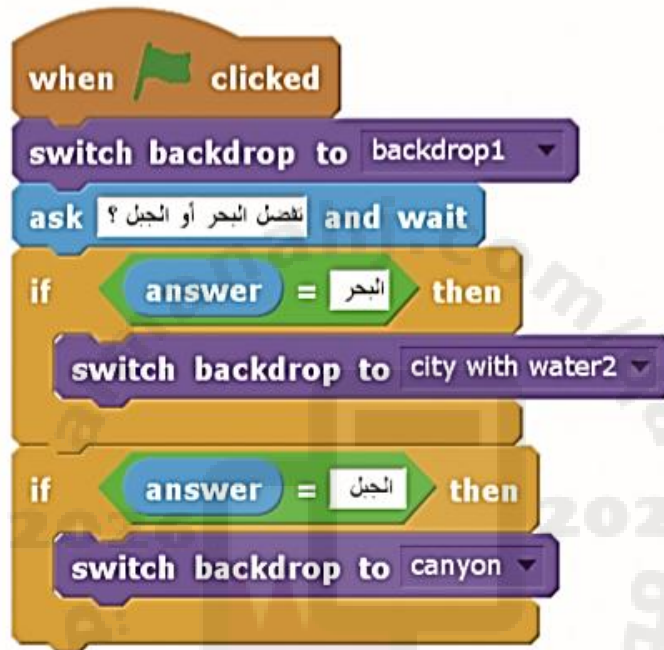 when clicked
switch backdrop to backdrop1
ask تفضل البحر أو الجبل ؟ and wait
if answer = البحر then
switch backdrop to city with water2
if answer = الجبل then
switch backdrop to canyon